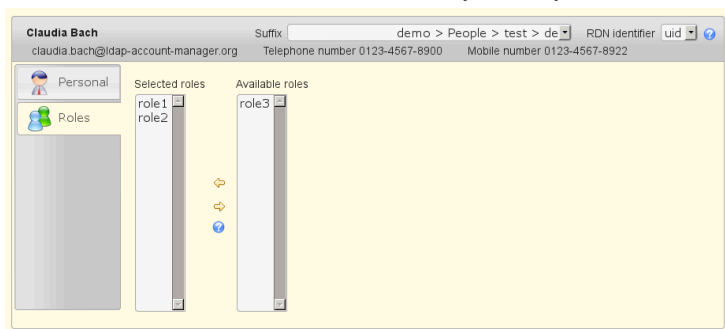 Claudia Bach Suffix demo > People > test > de RDN identifier uid
claudia.bach@ldap-account-manager.org Telephone number 0123-4567-8900 Mobile number 0123-4567-8922
Personal
Roles
Selected roles Available roles
role1 role3
role2